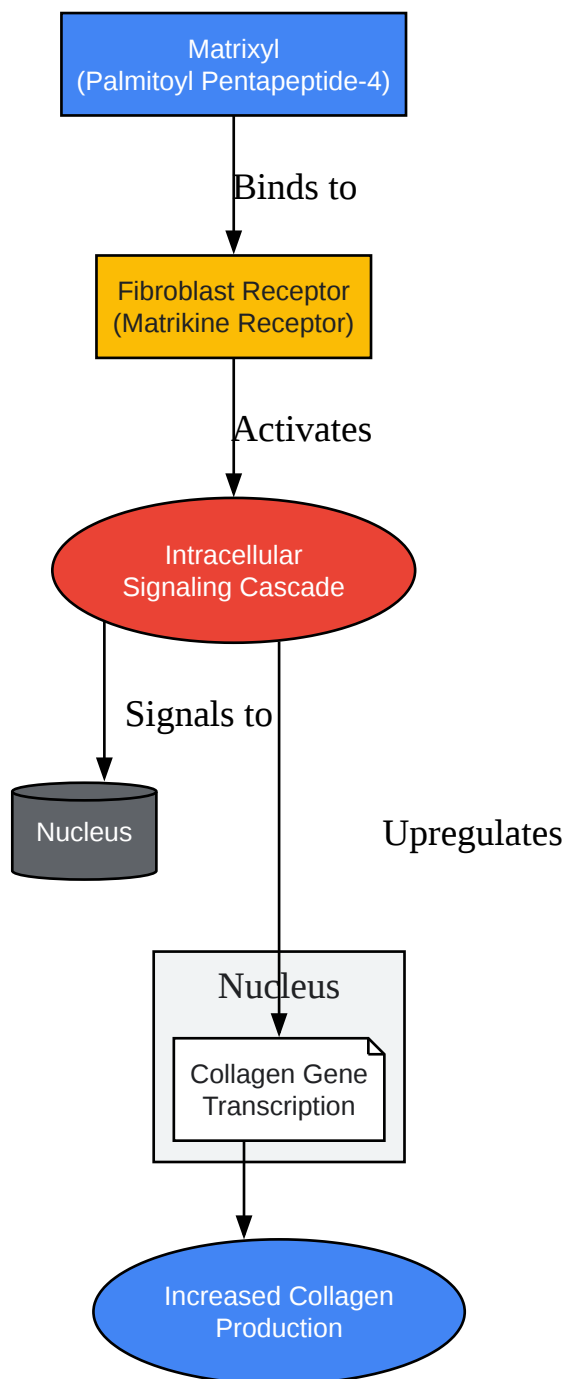 Matrixyl
(Palmitoyl Pentapeptide-4)
Binds to
Fibroblast Receptor
(Matrikine Receptor)
Activates
Intracellular
Signaling Cascade
Signals to
Nucleus
Upregulates
Nucleus
Collagen Gene
Transcription
Increased Collagen
Production